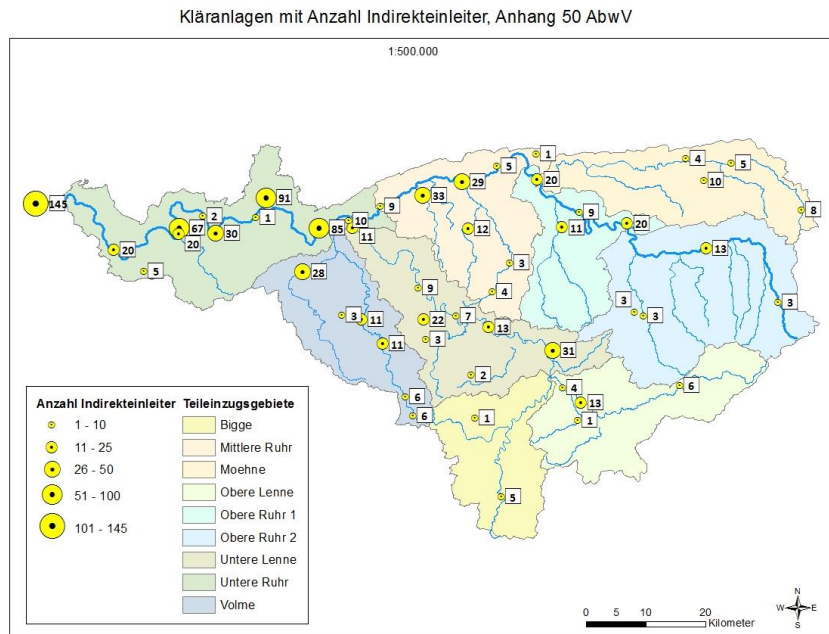 Kläranlagen mit Anzahl Indirekteinleiter, Anhang 50 AbwV
1:500.000
1
5
4
5
20
29
10
91
33
8
145
2
1
10
9
9
20
67
30
85
11
12
11
20
20
13
5
28
3
9
4
3
3
3
3
11
22
7
13
11
3
31
2
4
6
6
13
6
1
1
5
Anzahl Indirekteinleiter
1 - 10
11 - 25
26 - 50
51 - 100
101 - 145
Teileinzugsgebiete
Bigge
Mittlere Ruhr
Moehne
Obere Lenne
Obere Ruhr 1
Obere Ruhr 2
Untere Lenne
Untere Ruhr
Volme
N
W E
S
0 5 10 20
Kilometer